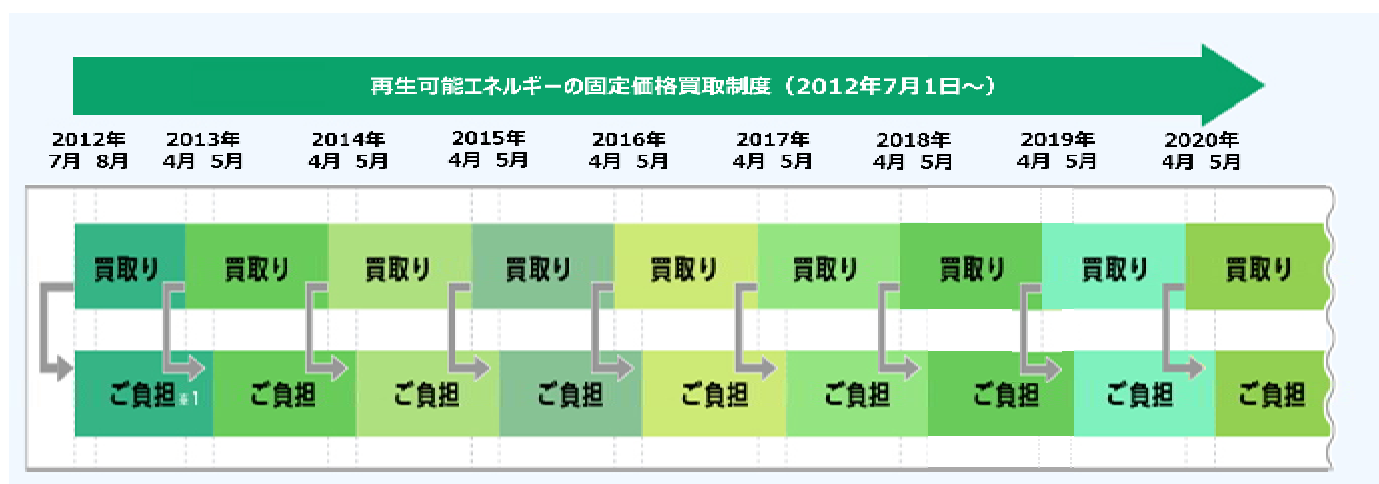 再生可能エネルギーの固定価格買取制度（2012年7月1日～）
2012年 2013年 2014年 2015年 2016年 2017年 2018年 2019年 2020年
7月 8月 4月 5月 4月 5月 4月 5月 4月 5月 4月 5月 4月 5月 4月 5月 4月 5月
買取り 買取り 買取り 買取り 買取り 買取り 買取り 買取り 買取り
ご負担※1 ご負担 ご負担 ご負担 ご負担 ご負担 ご負担 ご負担 ご負担